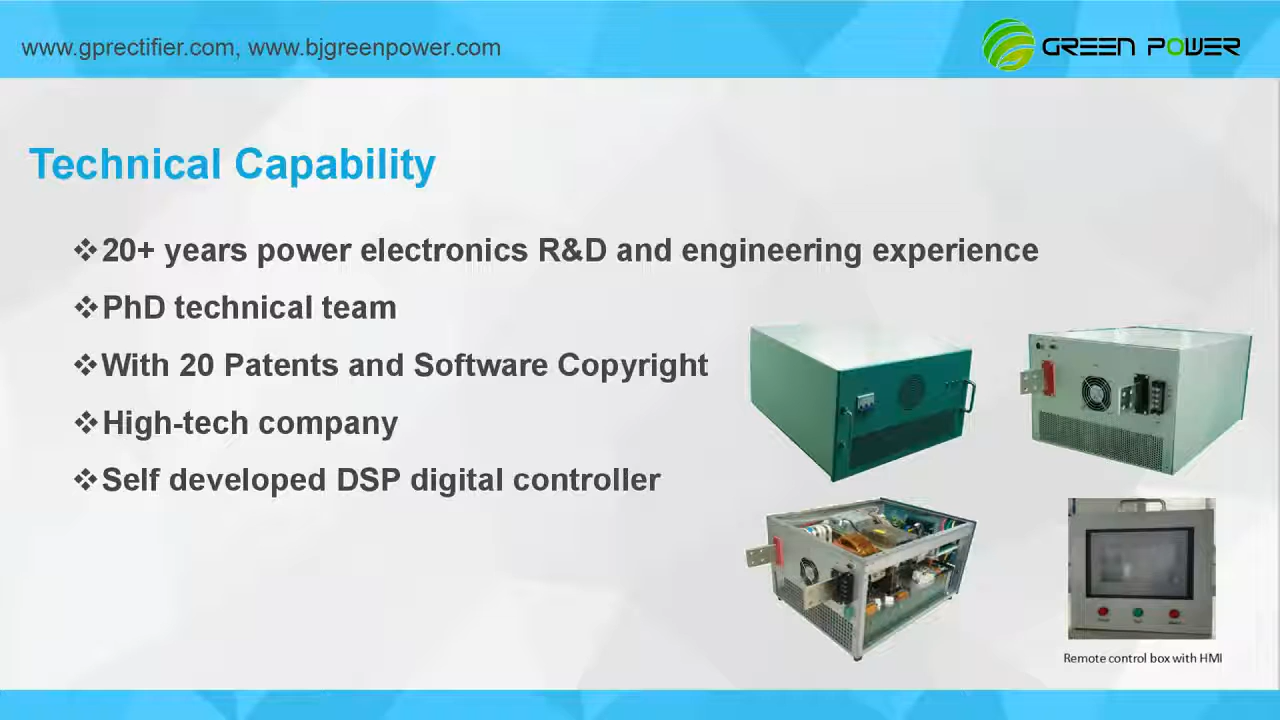 www.gprectifier.com, www.bjgreenpower.com
GREEN POWER
Technical Capability
❖20+ years power electronics R&D and engineering experience
❖PhD technical team
❖With 20 Patents and Software Copyright
❖High-tech company
❖Self developed DSP digital controller
Remote control box with HMI